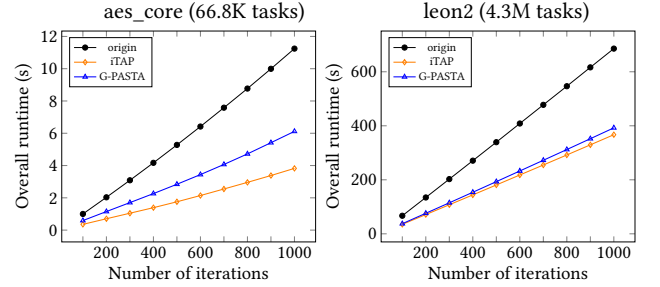 aes_core (66.8K tasks)
12
10
8
6
4
2
0
Overall runtime (s)
origin
iTAP
G-PASTA
200 400 600 800 1000
Number of iterations
leon2 (4.3M tasks)
600
400
200
0
Overall runtime (s)
origin
iTAP
G-PASTA
200 400 600 800 1000
Number of iterations